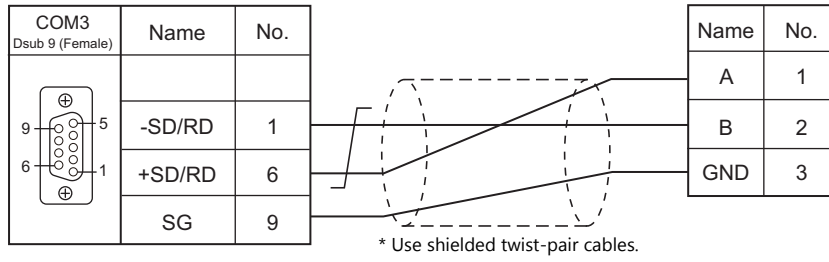 COM3
Dsub 9 (Female)
Name No.
9 5
6 1
-SD/RD 1
+SD/RD 6
SG 9
Name No.
A 1
B 2
GND 3
* Use shielded twist-pair cables.